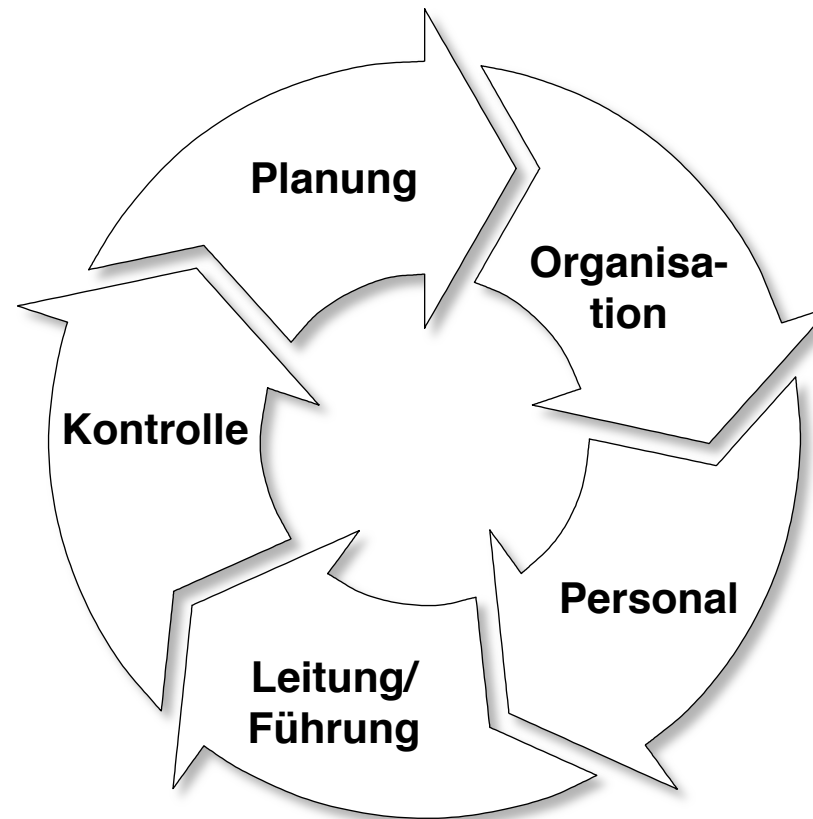 Planung
Organisa-
tion
Personal
Leitung/
Führung
Kontrolle